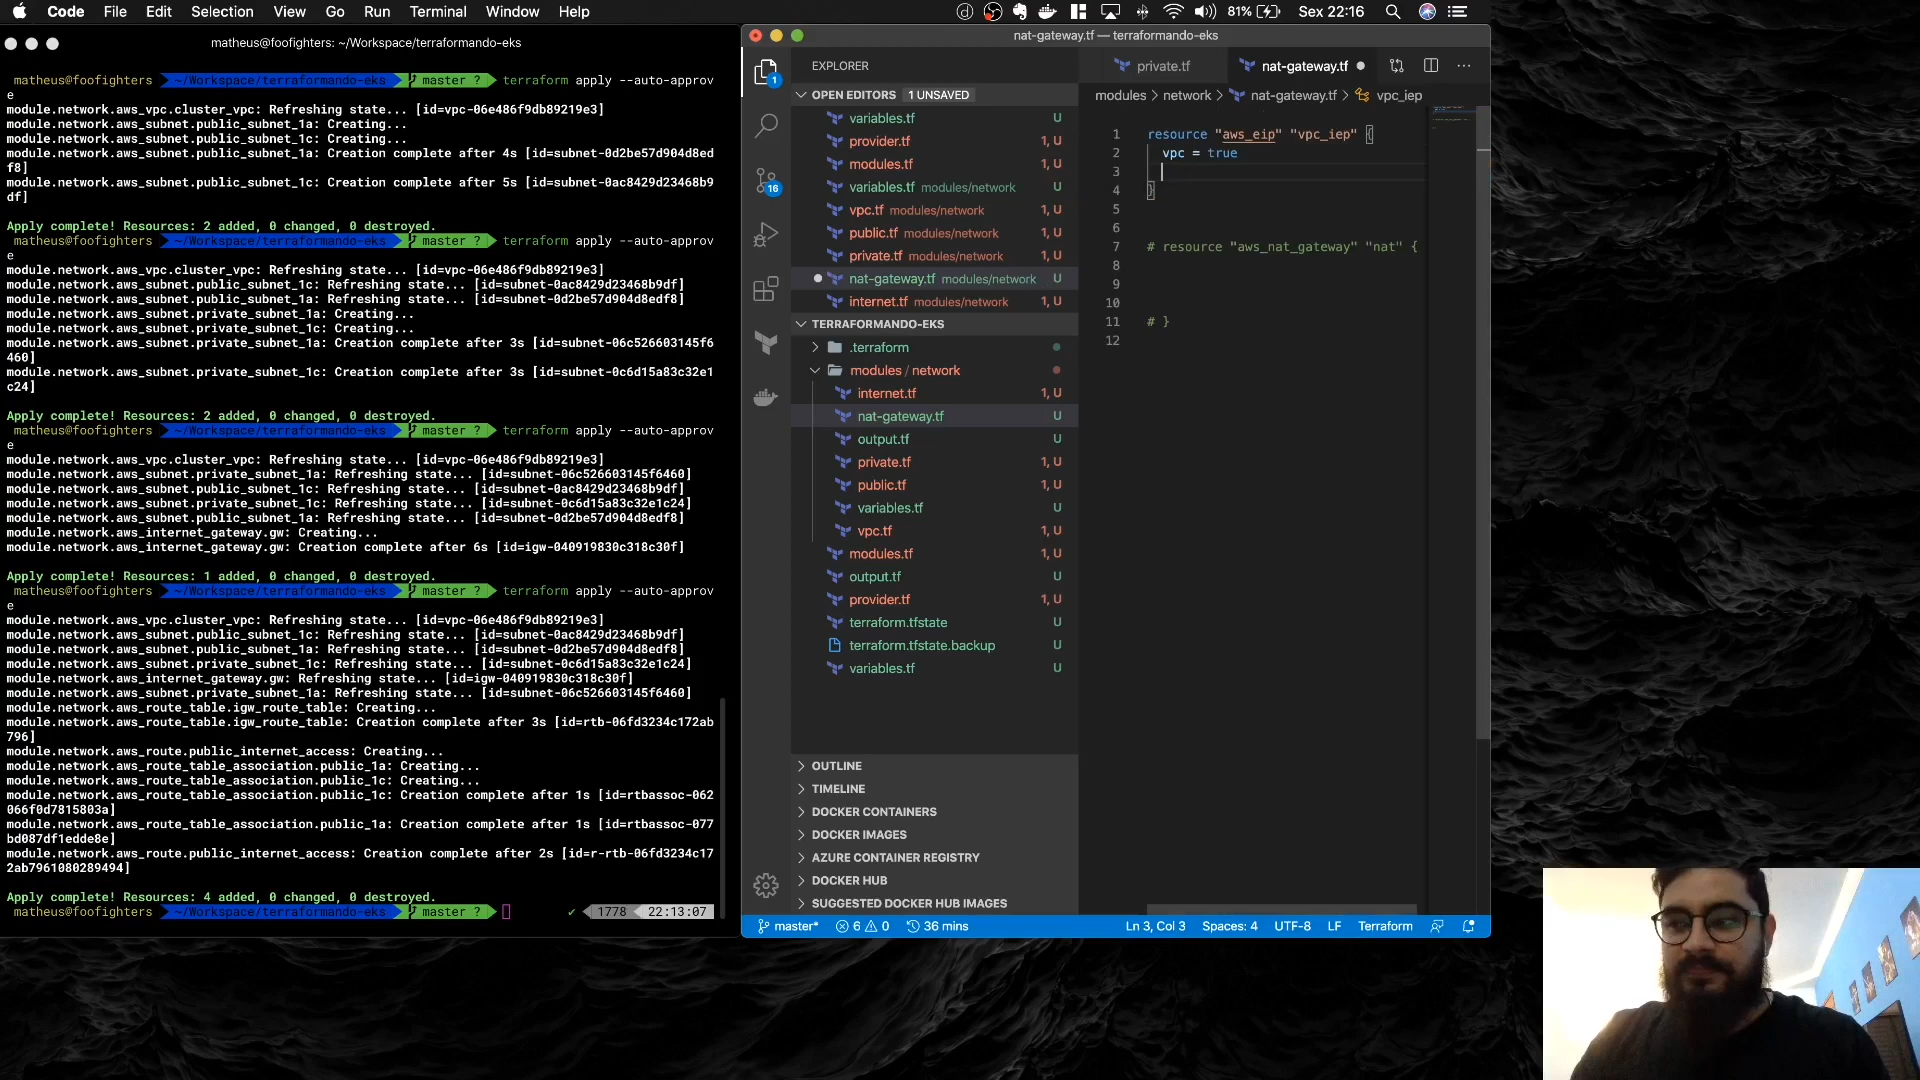 Code File Edit Selection View Go Run Terminal Window Help 81% Sex 22:16
matheus@foofighters: ~/Workspace/terraformando-eks
matheus@foofighters ~/Workspace/terraformando-eks master ? terraform apply --auto-approv
e
module.network.aws_vpc.cluster_vpc: Refreshing state... [id=vpc-06e486f9db89219e3]
module.network.aws_subnet.public_subnet_1a: Creating...
module.network.aws_subnet.public_subnet_1c: Creating...
module.network.aws_subnet.public_subnet_1a: Creation complete after 4s [id=subnet-0d2be57d904d8ed
f8]
module.network.aws_subnet.public_subnet_1c: Creation complete after 5s [id=subnet-0ac8429d23468b9
df]
Apply complete! Resources: 2 added, 0 changed, 0 destroyed.
matheus@foofighters ~/Workspace/terraformando-eks master ? terraform apply --auto-approv
e
module.network.aws_vpc.cluster_vpc: Refreshing state... [id=vpc-06e486f9db89219e3]
module.network.aws_subnet.public_subnet_1c: Refreshing state... [id=subnet-0ac8429d23468b9df]
module.network.aws_subnet.public_subnet_1a: Refreshing state... [id=subnet-0d2be57d904d8edf8]
module.network.aws_subnet.private_subnet_1a: Creating...
module.network.aws_subnet.private_subnet_1c: Creating...
module.network.aws_subnet.private_subnet_1a: Creation complete after 3s [id=subnet-06c526603145f6
460]
module.network.aws_subnet.private_subnet_1c: Creation complete after 3s [id=subnet-0c6d15a83c32e1
c24]
Apply complete! Resources: 2 added, 0 changed, 0 destroyed.
matheus@foofighters ~/Workspace/terraformando-eks master ? terraform apply --auto-approv
e
module.network.aws_vpc.cluster_vpc: Refreshing state... [id=vpc-06e486f9db89219e3]
module.network.aws_subnet.private_subnet_1a: Refreshing state... [id=subnet-06c526603145f6460]
module.network.aws_subnet.public_subnet_1c: Refreshing state... [id=subnet-0ac8429d23468b9df]
module.network.aws_subnet.private_subnet_1c: Refreshing state... [id=subnet-0c6d15a83c32e1c24]
module.network.aws_subnet.public_subnet_1a: Refreshing state... [id=subnet-0d2be57d904d8edf8]
module.network.aws_internet_gateway.gw: Creating...
module.network.aws_internet_gateway.gw: Creation complete after 6s [id=igw-040919830c318c30f]
Apply complete! Resources: 1 added, 0 changed, 0 destroyed.
matheus@foofighters ~/Workspace/terraformando-eks master ? terraform apply --auto-approv
e
module.network.aws_vpc.cluster_vpc: Refreshing state... [id=vpc-06e486f9db89219e3]
module.network.aws_subnet.public_subnet_1c: Refreshing state... [id=subnet-0ac8429d23468b9df]
module.network.aws_subnet.public_subnet_1a: Refreshing state... [id=subnet-0d2be57d904d8edf8]
module.network.aws_subnet.private_subnet_1c: Refreshing state... [id=subnet-0c6d15a83c32e1c24]
module.network.aws_internet_gateway.gw: Refreshing state... [id=igw-040919830c318c30f]
module.network.aws_subnet.private_subnet_1a: Refreshing state... [id=subnet-06c526603145f6460]
module.network.aws_route_table.igw_route_table: Creating...
module.network.aws_route_table.igw_route_table: Creation complete after 3s [id=rtb-06fd3234c172ab
796]
module.network.aws_route.public_internet_access: Creating...
module.network.aws_route_table_association.public_1a: Creating...
module.network.aws_route_table_association.public_1c: Creating...
module.network.aws_route_table_association.public_1c: Creation complete after 1s [id=rtbassoc-062
066f0d7815803a]
module.network.aws_route_table_association.public_1a: Creation complete after 1s [id=rtbassoc-077
bd087df1edde8e]
module.network.aws_route.public_internet_access: Creation complete after 2s [id=r-rtb-06fd3234c17
2ab7961080289494]
Apply complete! Resources: 4 added, 0 changed, 0 destroyed.
matheus@foofighters ~/Workspace/terraformando-eks master ? ✔ 1778 22:13:07
nat-gateway.tf — terraformando-eks
1
16
EXPLORER
OPEN EDITORS 1 UNSAVED
variables.tf U
provider.tf 1, U
modules.tf 1, U
variables.tf modules/network U
vpc.tf modules/network 1, U
public.tf modules/network 1, U
private.tf modules/network 1, U
nat-gateway.tf modules/network U
internet.tf modules/network 1, U
TERRAFORMANDO-EKS
.terraform
modules / network
internet.tf 1, U
nat-gateway.tf U
output.tf U
private.tf 1, U
public.tf 1, U
variables.tf U
vpc.tf 1, U
modules.tf 1, U
output.tf U
provider.tf 1, U
terraform.tfstate U
terraform.tfstate.backup U
variables.tf U
OUTLINE
TIMELINE
DOCKER CONTAINERS
DOCKER IMAGES
AZURE CONTAINER REGISTRY
DOCKER HUB
SUGGESTED DOCKER HUB IMAGES
private.tf nat-gateway.tf
modules > network > nat-gateway.tf > vpc_iep
1 resource "aws_eip" "vpc_iep" {
2 vpc = true
3
4 }
5
6
7 # resource "aws_nat_gateway" "nat" {
8
9
10
11 # }
12
master* 6 0 36 mins Ln 3, Col 3 Spaces: 4 UTF-8 LF Terraform